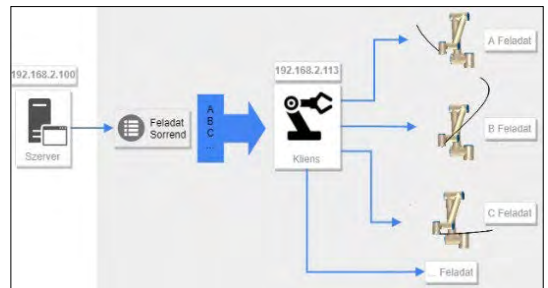 192.168.2.100
Szerver
Feladat
Sorrend
A
B
C
...
192.168.2.113
Kliens
A Feladat
B Feladat
C Feladat
... Feladat